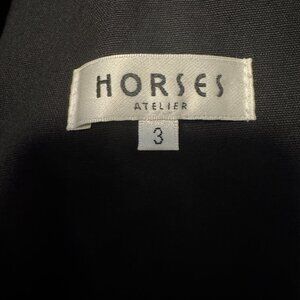 HORSES
ATELIER
3